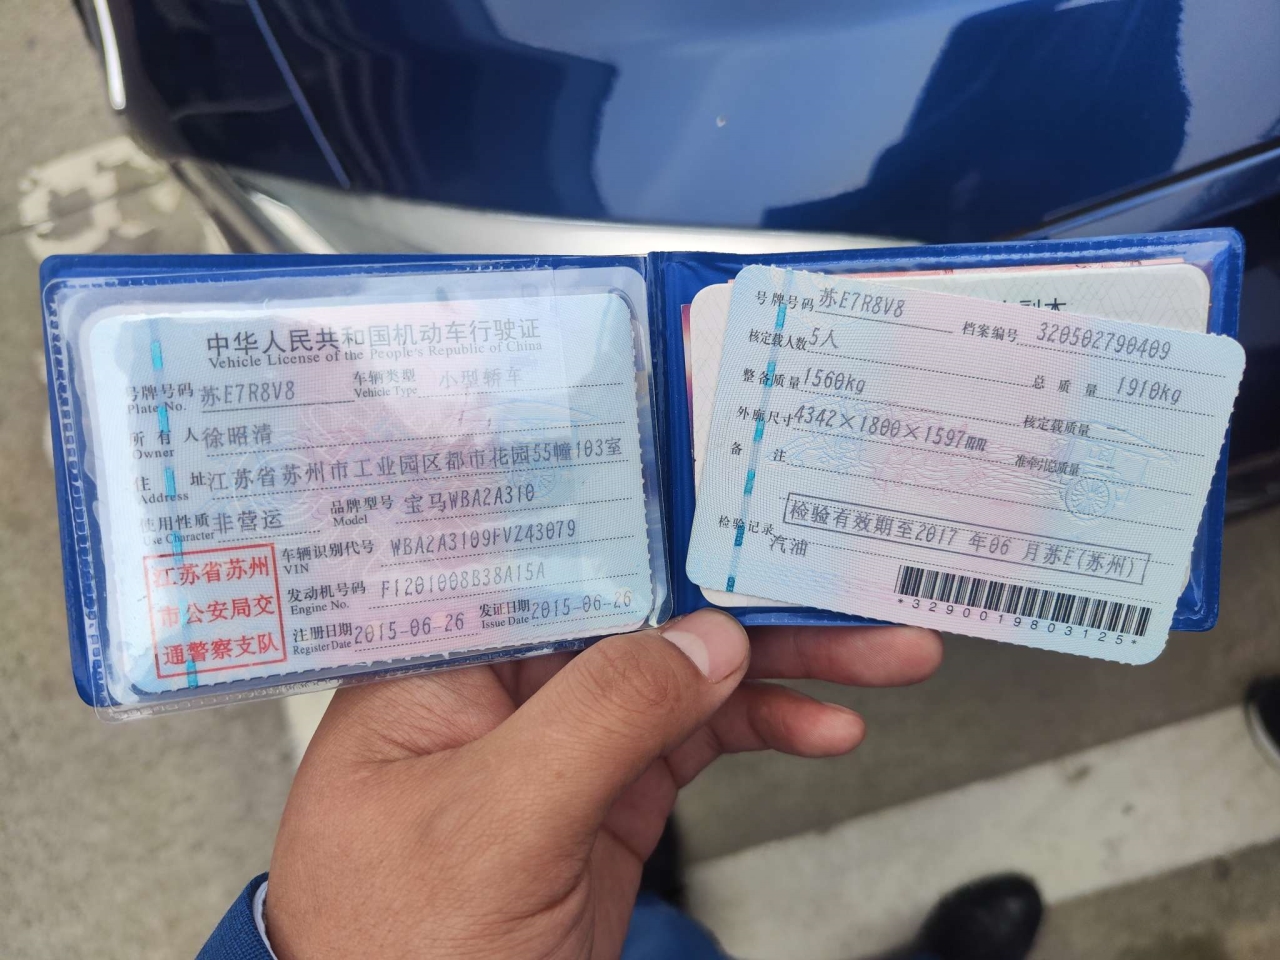 中华人民共和国机动车行驶证
Vehicle License of the People's Republic of China
号牌号码 苏E7R8V8 车辆类型 小型轿车
Plate No. Vehicle Type
所有人 徐昭清
Owner
住址 江苏省苏州市工业园区都市花园55幢103室
Address
使用性质 非营运 品牌型号 宝马WBA2A310
Use Character Model
车辆识别代号 WBA2A3109FVZ43079
VIN
发动机号码 F1201008B38A15A
Engine No.
注册日期 2015-06-26 发证日期 2015-06-26
Register Date Issue Date
江苏省苏州
市公安局交
通警察支队
副本
号牌号码 苏E7R8V8 档案编号 320502790409
核定载人数 5人
整备质量 1560kg 总质量 1910kg
外廓尺寸 4342×1800×1597mm 核定载质量
备注 准牵引总质量
检验有效期至2017年06月苏E(苏州)
检验记录
汽油
*3290019803125*